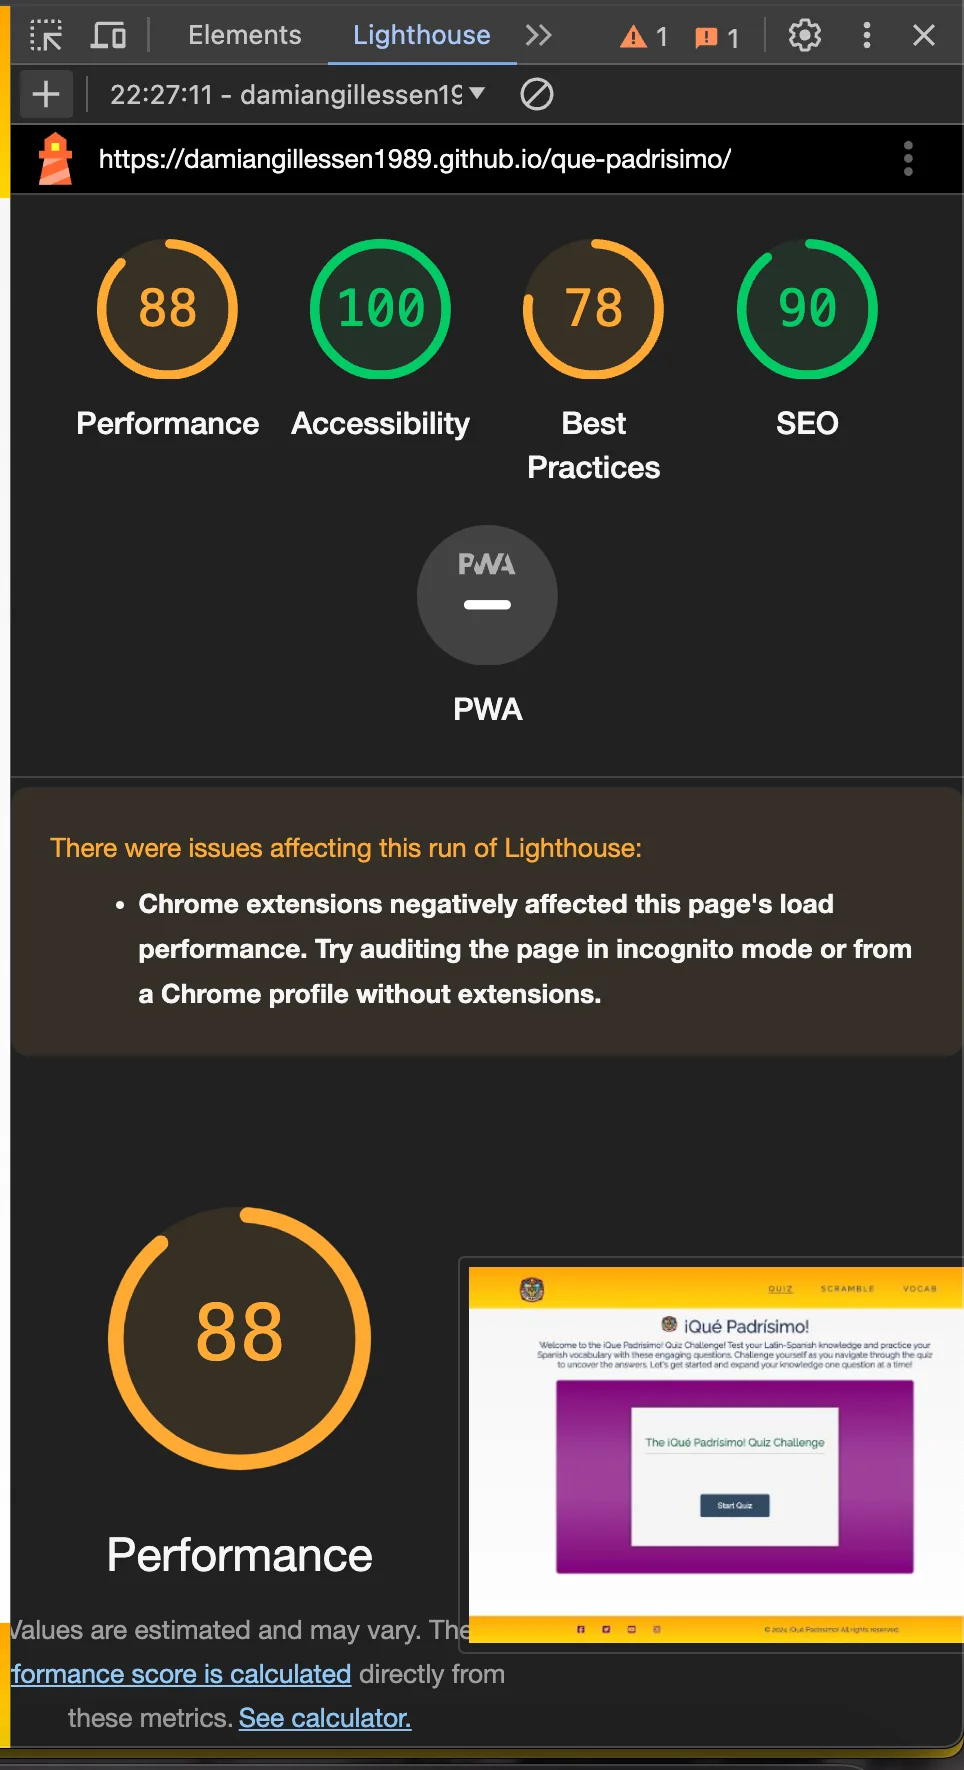 Elements Lighthouse 1 1
22:27:11 - damiangillessen19
https://damiangillessen1989.github.io/que-padrisimo/
88 100 78 90
Performance Accessibility Best Practices SEO
PWA
PWA
There were issues affecting this run of Lighthouse:
• Chrome extensions negatively affected this page's load
performance. Try auditing the page in incognito mode or from
a Chrome profile without extensions.
88
Performance
Values are estimated and may vary. The
formance score is calculated directly from
these metrics. See calculator.
QUIZ SCRAMBLE VOCAB
¡Qué Padrísimo!
Welcome to the ¡Que Padrisimo! Quiz Challenge! Test your Latin-Spanish knowledge and practice your
Spanish vocabulary with these engaging questions. Challenge yourself as you navigate through the quiz
to uncover the answers. Let's get started and expand your knowledge one question at a time!
The ¡Qué Padrísimo! Quiz Challenge
Start Quiz
© 2024 ¡Qué Padrísimo! All rights reserved.